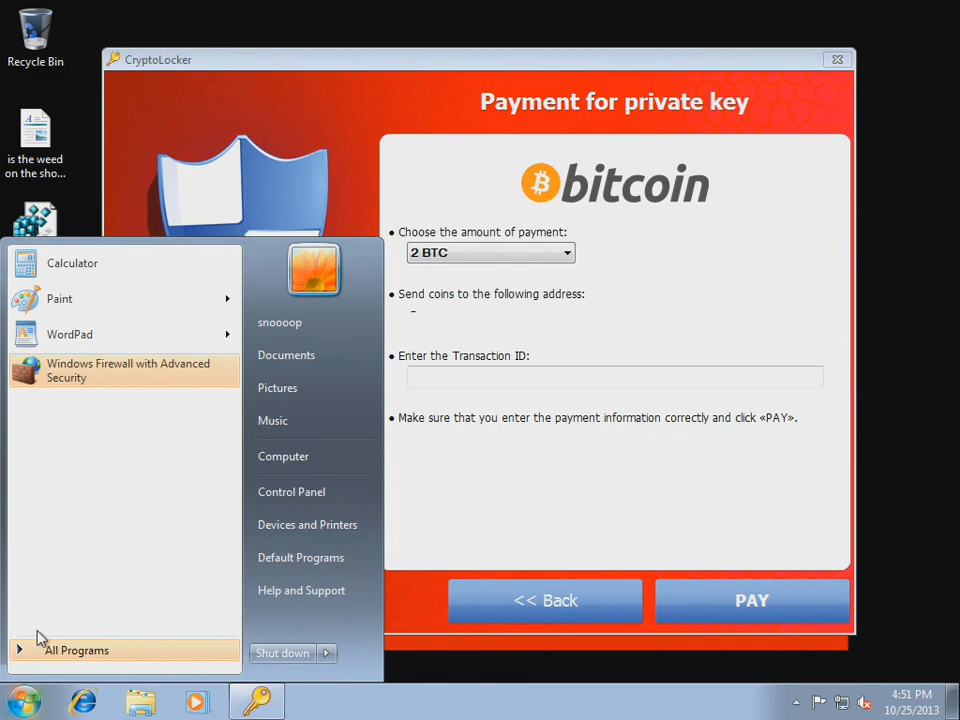 Recycle Bin
is the weed
on the sho...
CryptoLocker
Payment for private key
bitcoin
• Choose the amount of payment:
2 BTC
• Send coins to the following address:
• Enter the Transaction ID:
• Make sure that you enter the payment information correctly and click «PAY».
<< Back
PAY
Calculator
Paint
WordPad
Windows Firewall with Advanced
Security
All Programs
snoooop
Documents
Pictures
Music
Computer
Control Panel
Devices and Printers
Default Programs
Help and Support
Shut down
4:51 PM
10/25/2013